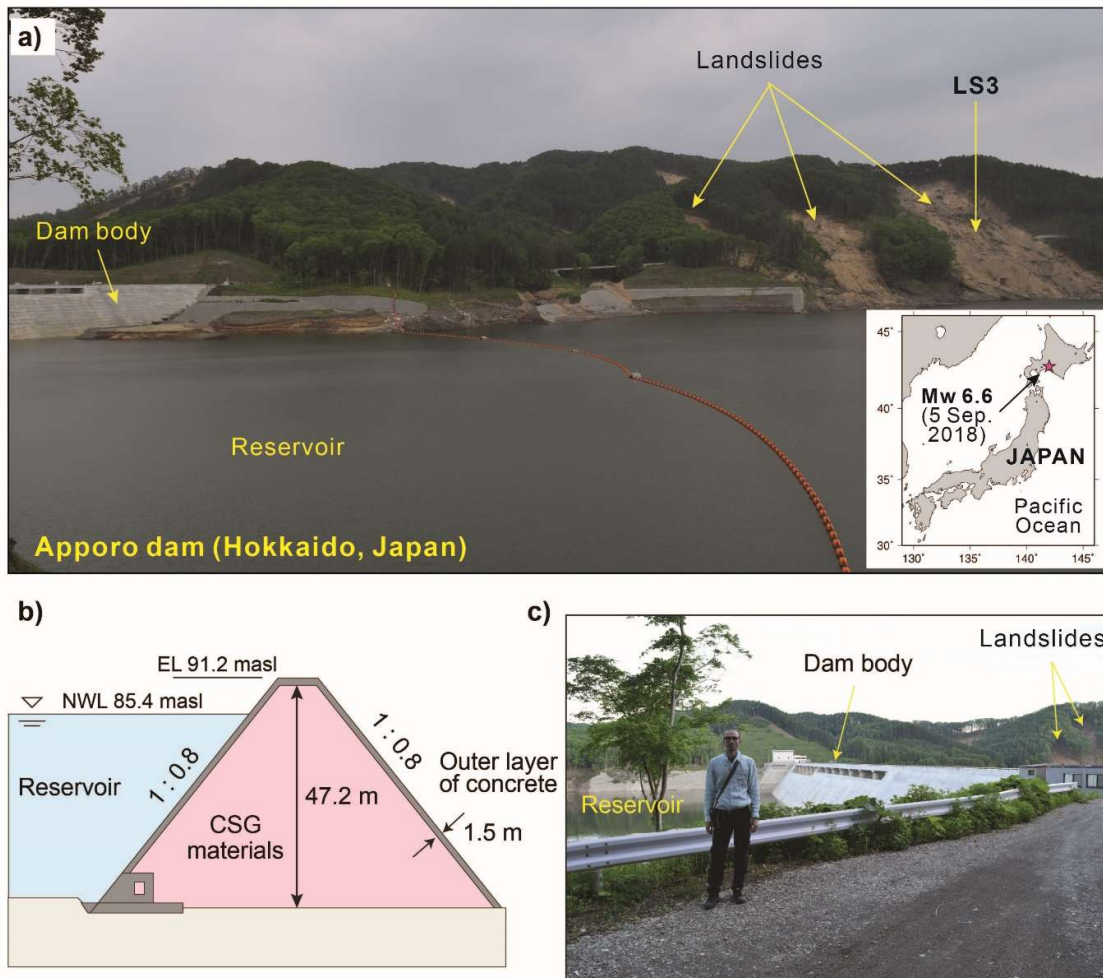 a)
Landslides
LS3
Dam body
Reservoir
Apporo dam (Hokkaido, Japan)
45˚
40˚
35˚
30˚
130˚
135˚
140˚
145˚
Mw 6.6
(5 Sep.
2018)
JAPAN
Pacific
Ocean
b)
EL 91.2 masl
NWL 85.4 masl
Reservoir
1 : 0.8
1 : 0.8
47.2 m
CSG
materials
Outer layer
of concrete
1.5 m
c)
Landslides
Dam body
Reservoir